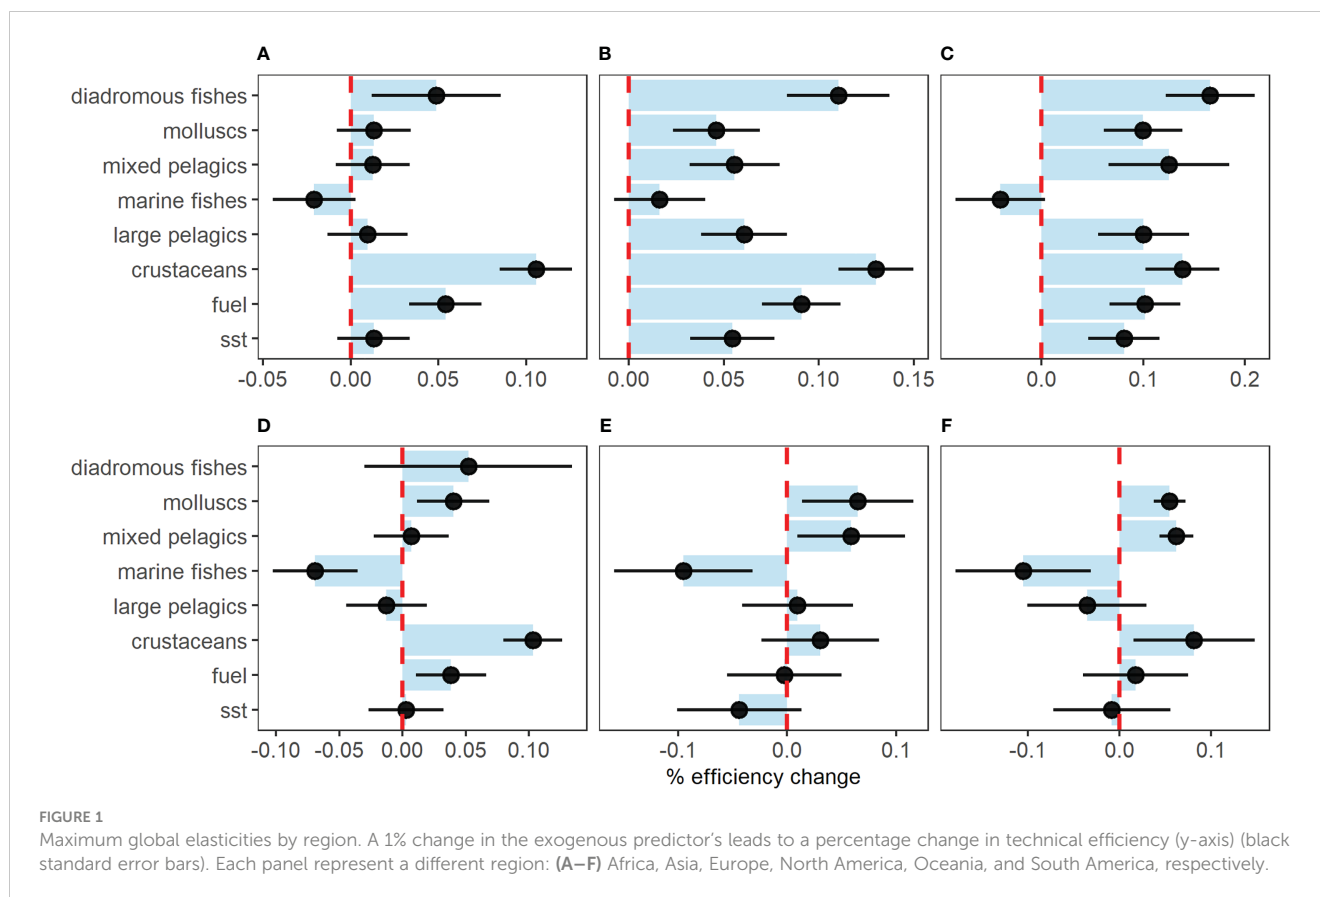 A B C
diadromous fishes
molluscs
mixed pelagics
marine fishes
large pelagics
crustaceans
fuel
sst
-0.05 0.00 0.05 0.10 0.00 0.05 0.10 0.15 0.0 0.1 0.2
D E F
diadromous fishes
molluscs
mixed pelagics
marine fishes
large pelagics
crustaceans
fuel
sst
-0.10 -0.05 0.00 0.05 0.10 -0.1 0.0 0.1 -0.1 0.0 0.1
% efficiency change
FIGURE 1
Maximum global elasticities by region. A 1% change in the exogenous predictor's leads to a percentage change in technical efficiency (y-axis) (black
standard error bars). Each panel represent a different region: (A–F) Africa, Asia, Europe, North America, Oceania, and South America, respectively.